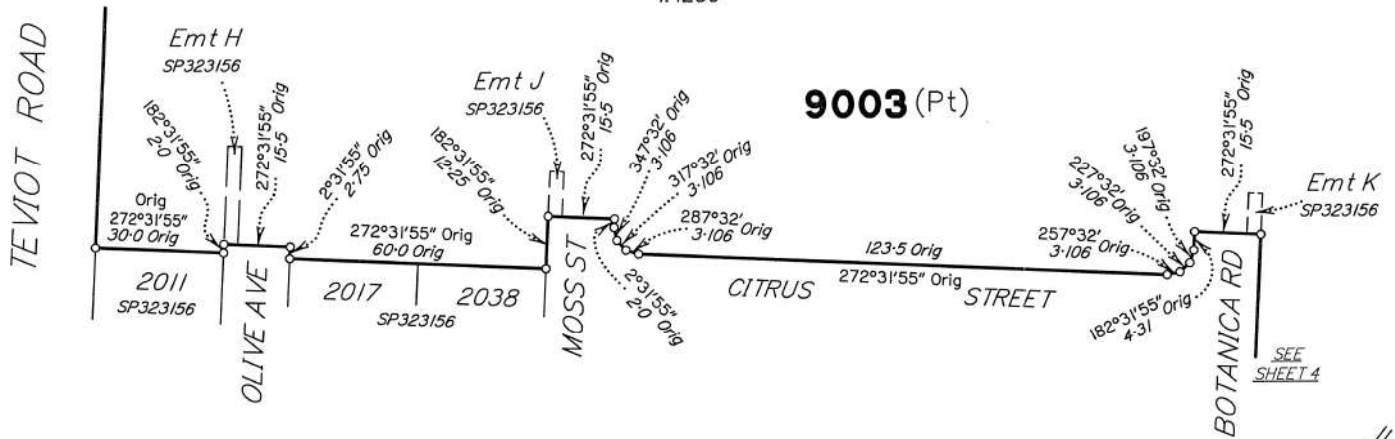 TEVIOT ROAD
Emt H
SP323156
182°31'55"
2·0 Orig
272°31'55" Orig
15·5
Orig
272°31'55"
30·0 Orig
2011
SP323156
OLIVE AVE
2°31'55"
2·75 Orig
272°31'55" Orig
60·0 Orig
2017
2038
SP323156
182°31'55"
12·25 Orig
Emt J
SP323156
272°31'55" Orig
15·5
MOSS ST
347°32' Orig
3·106
317°32' Orig
3·106
287°32'
3·106
2°31'55"
2·0 Orig
9003 (Pt)
123·5 Orig
272°31'55" Orig
CITRUS STREET
257°32'
3·106
227°32'
3·106
197°32'
3·106
182°31'55" Orig
4·31
272°31'55" Orig
15·5
Emt K
SP323156
BOTANICA RD
SEE
SHEET 4